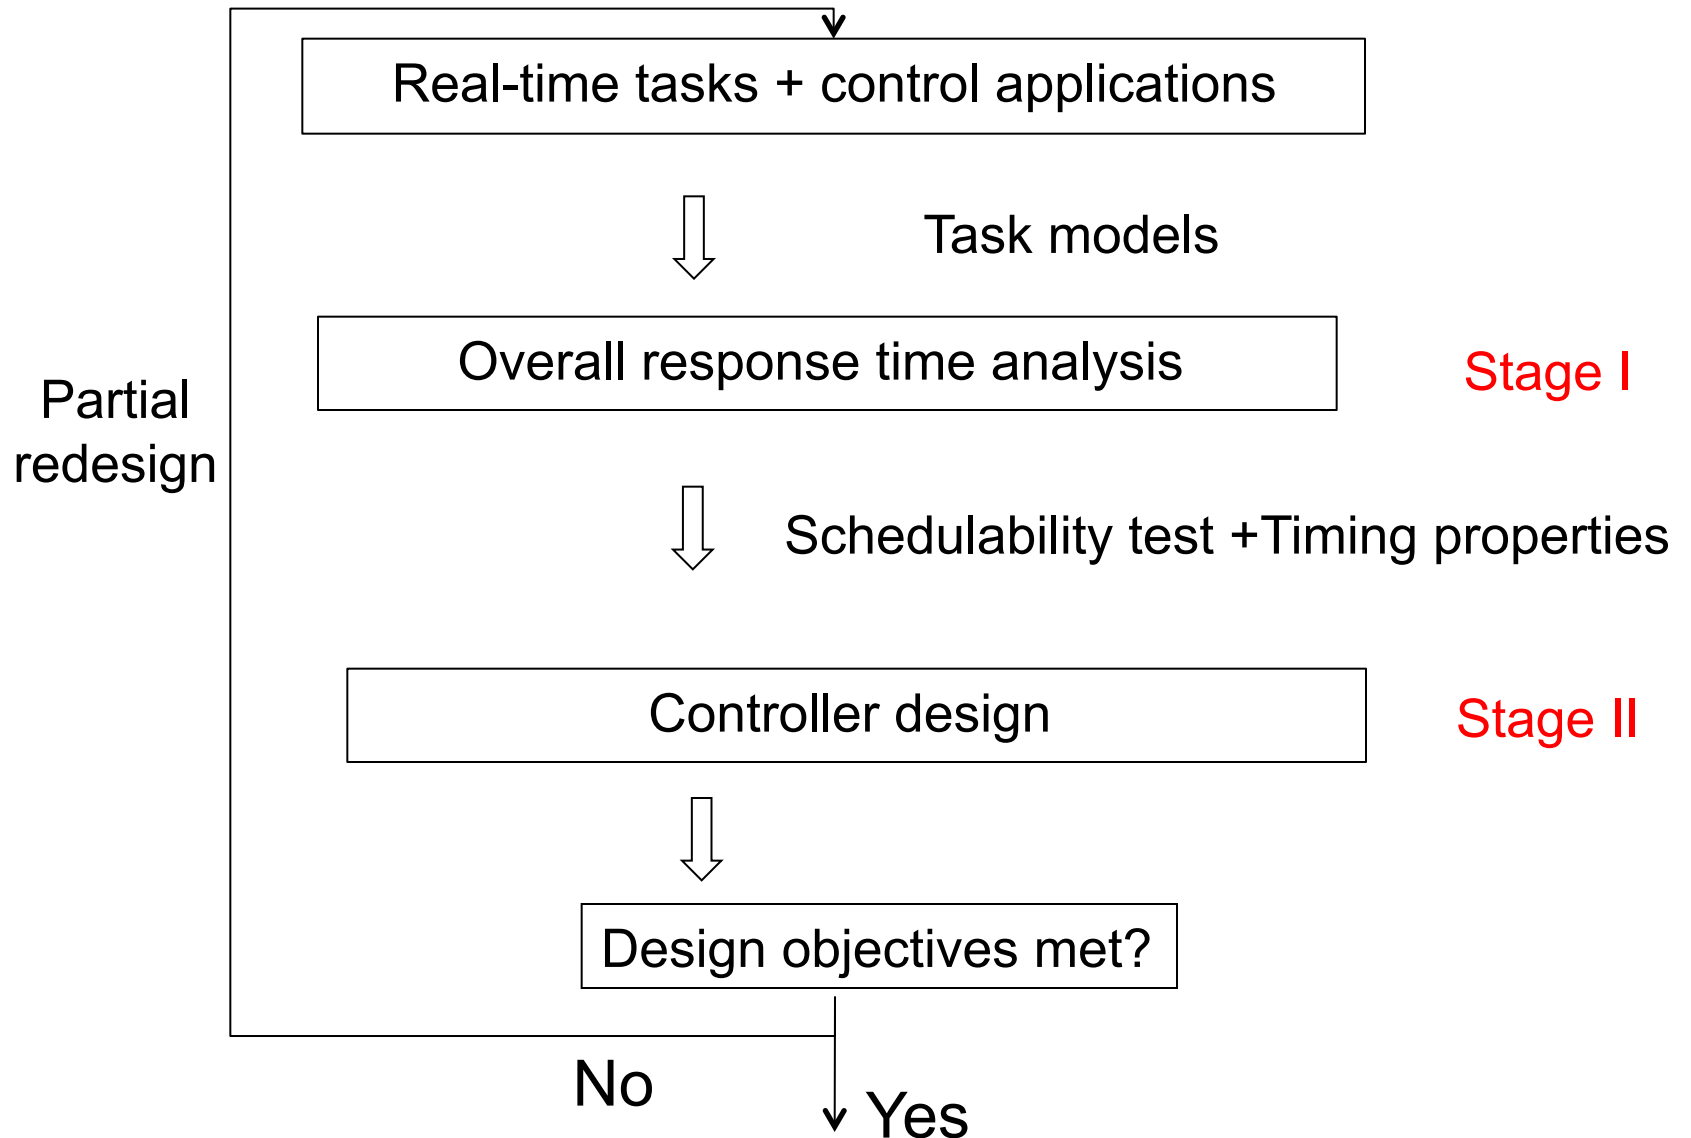 Real-time tasks + control applications
Task models
Overall response time analysis
Stage I
Partial
redesign
Schedulability test +Timing properties
Controller design
Stage II
Design objectives met?
No
Yes